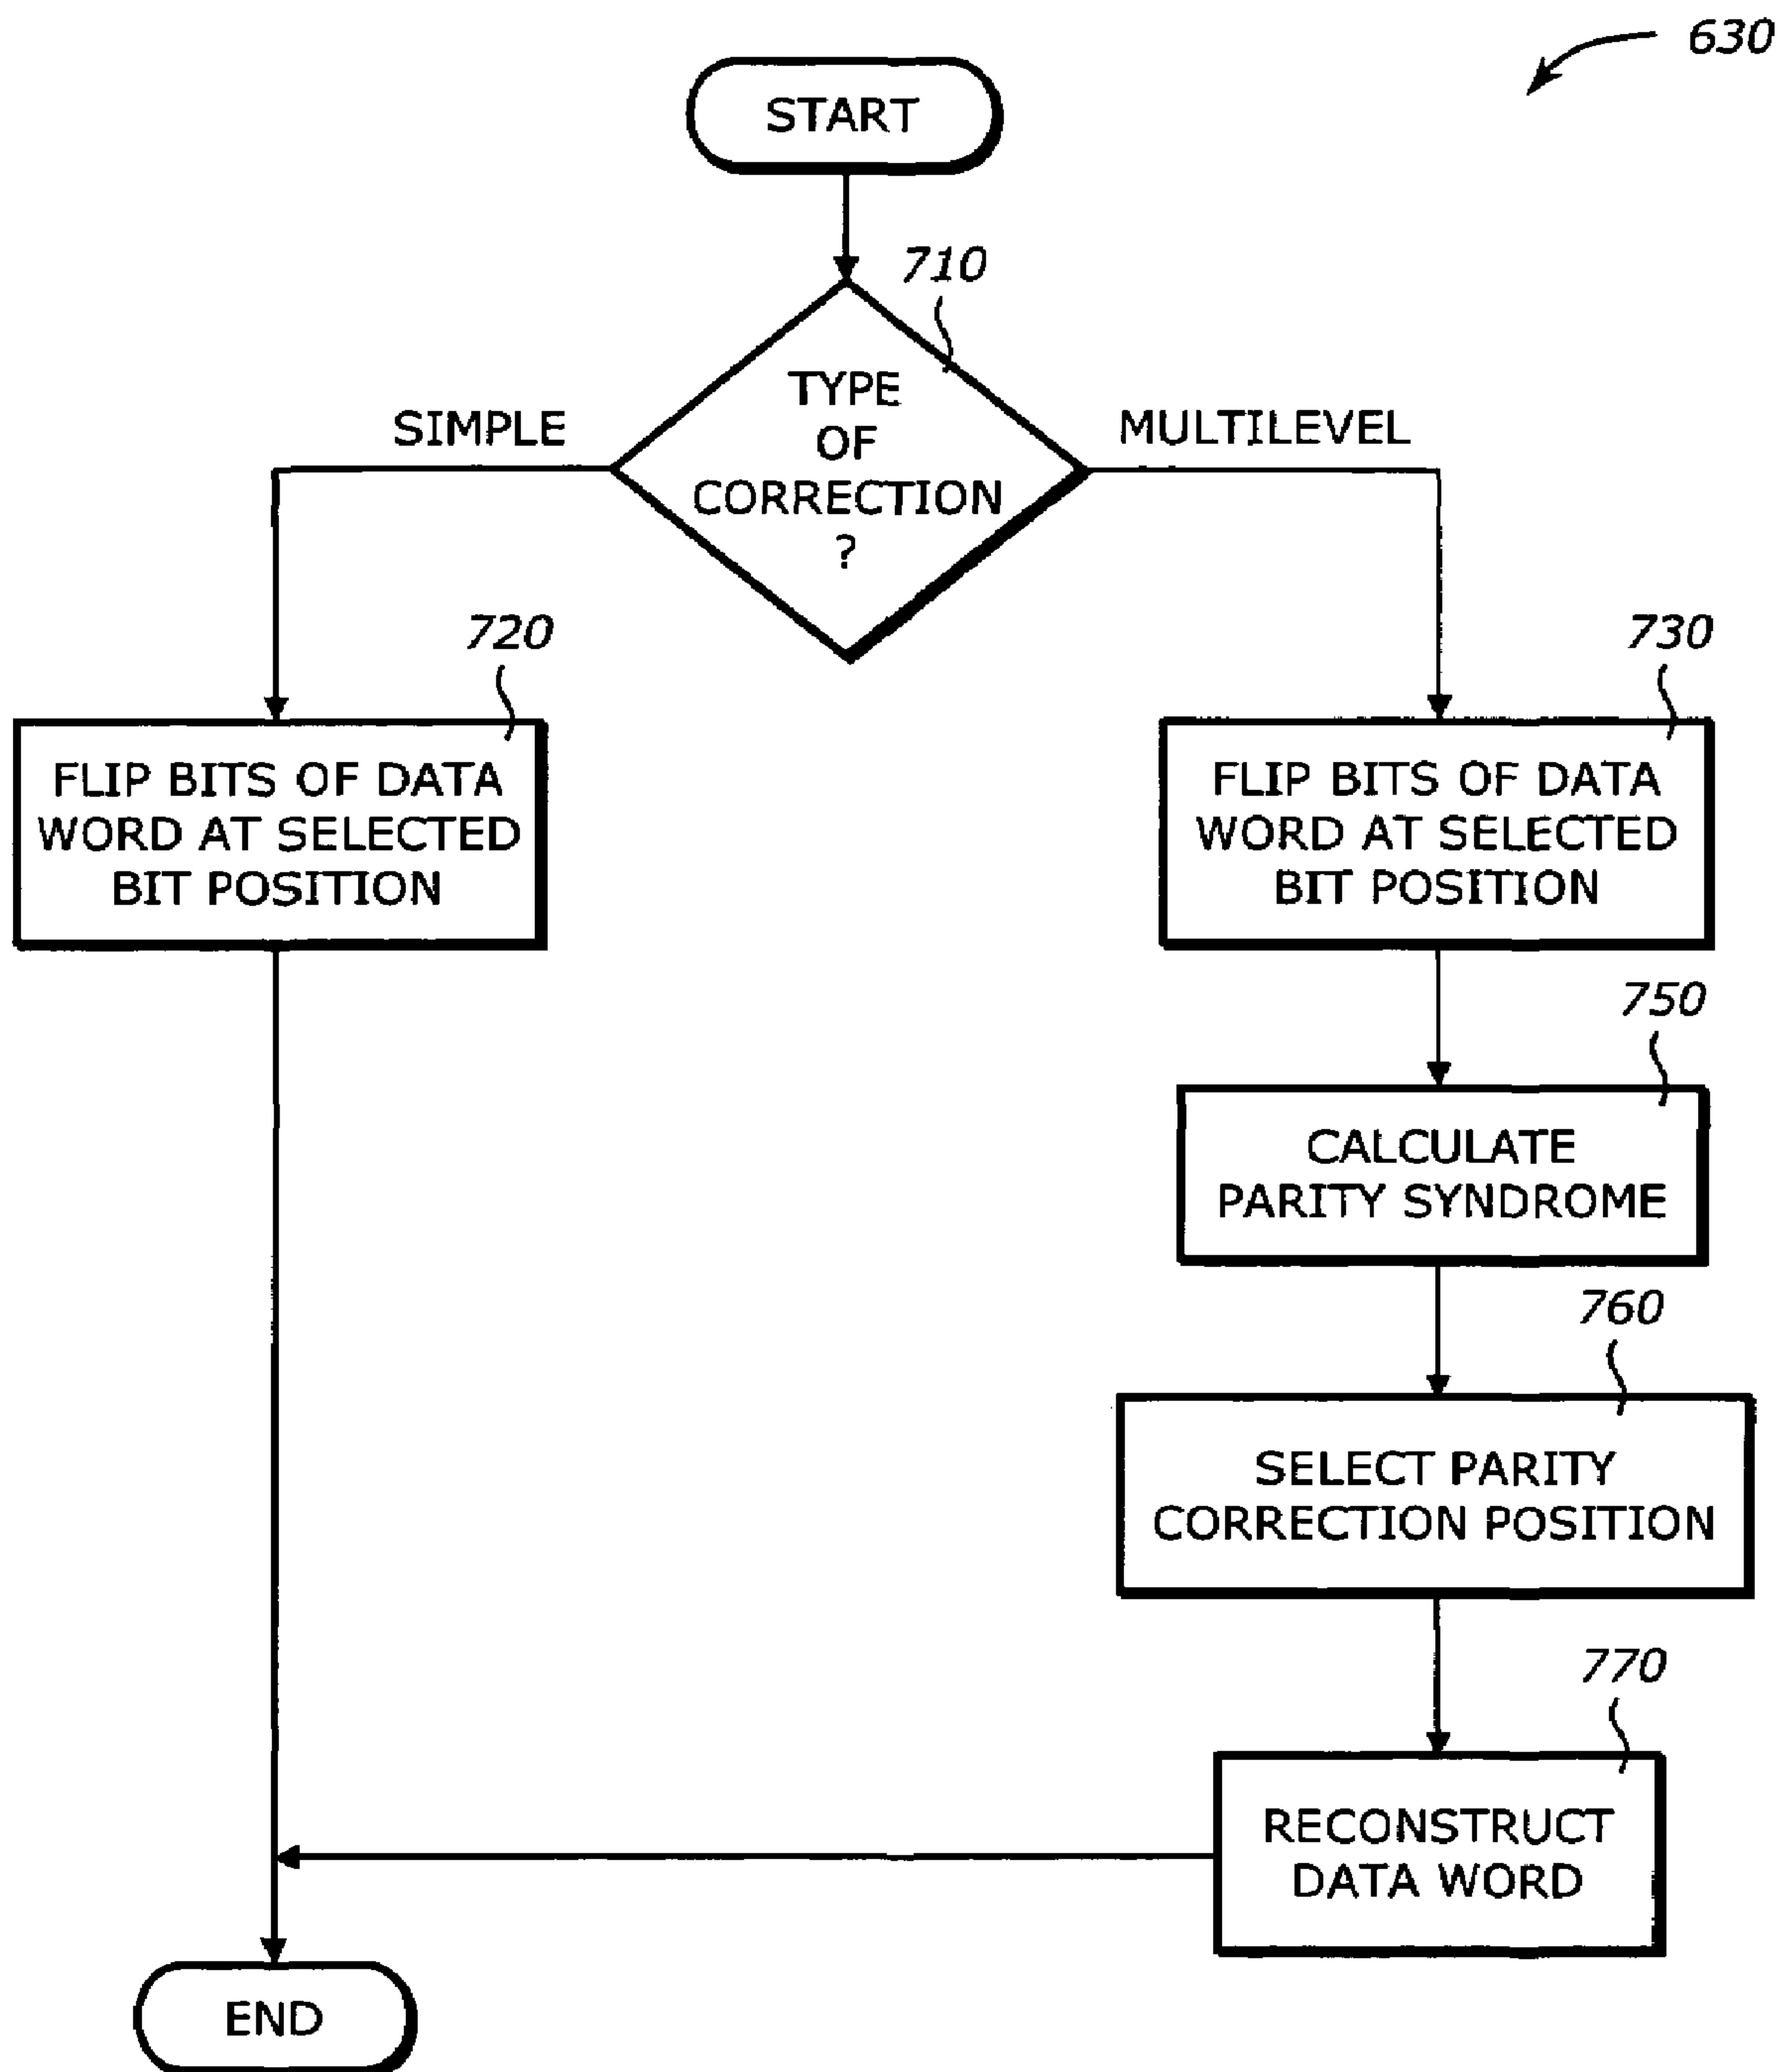 630
START
710
TYPE
OF
CORRECTION
?
SIMPLE
MULTILEVEL
720
FLIP BITS OF DATA
WORD AT SELECTED
BIT POSITION
730
FLIP BITS OF DATA
WORD AT SELECTED
BIT POSITION
750
CALCULATE
PARITY SYNDROME
760
SELECT PARITY
CORRECTION POSITION
770
RECONSTRUCT
DATA WORD
END